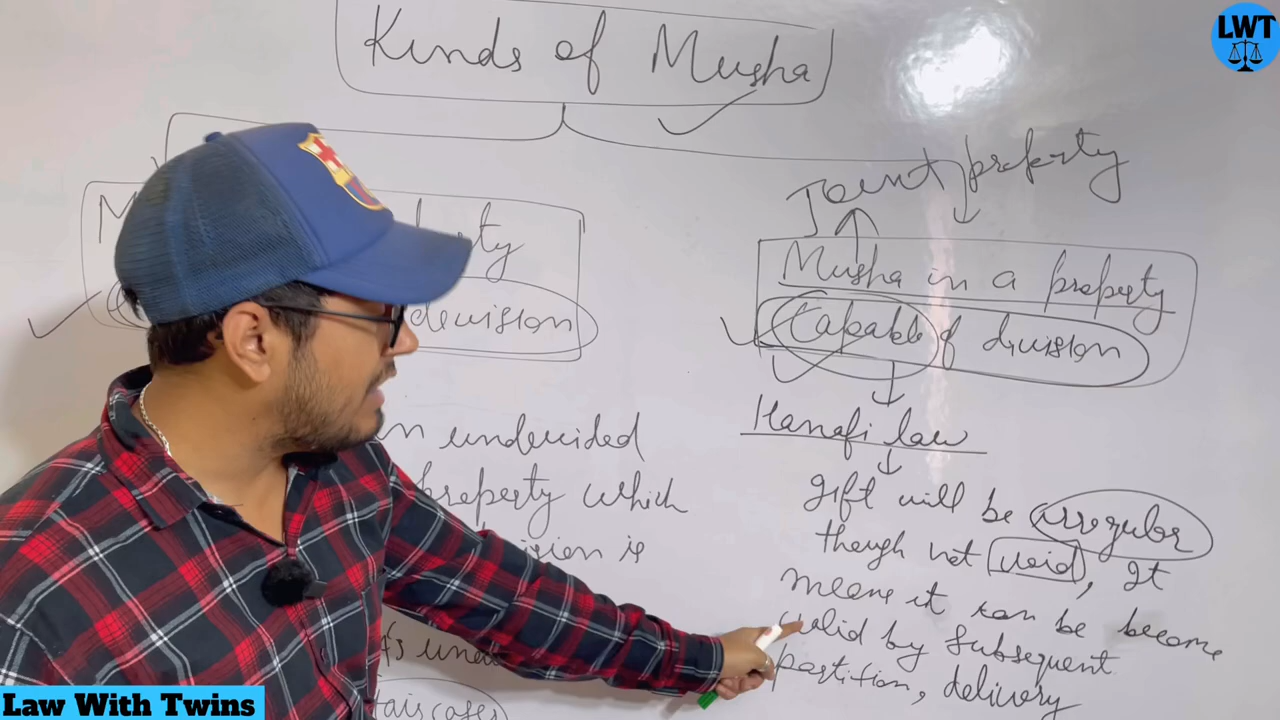 Kinds of Musha
LWT
Joint property
Musha in a property
Capable of division
devision
Hanafi law
gift will be irregular
though not void, It
means it can be become
valid by subsequent
partition, delivery
undevided
property which
is
Law With Twins